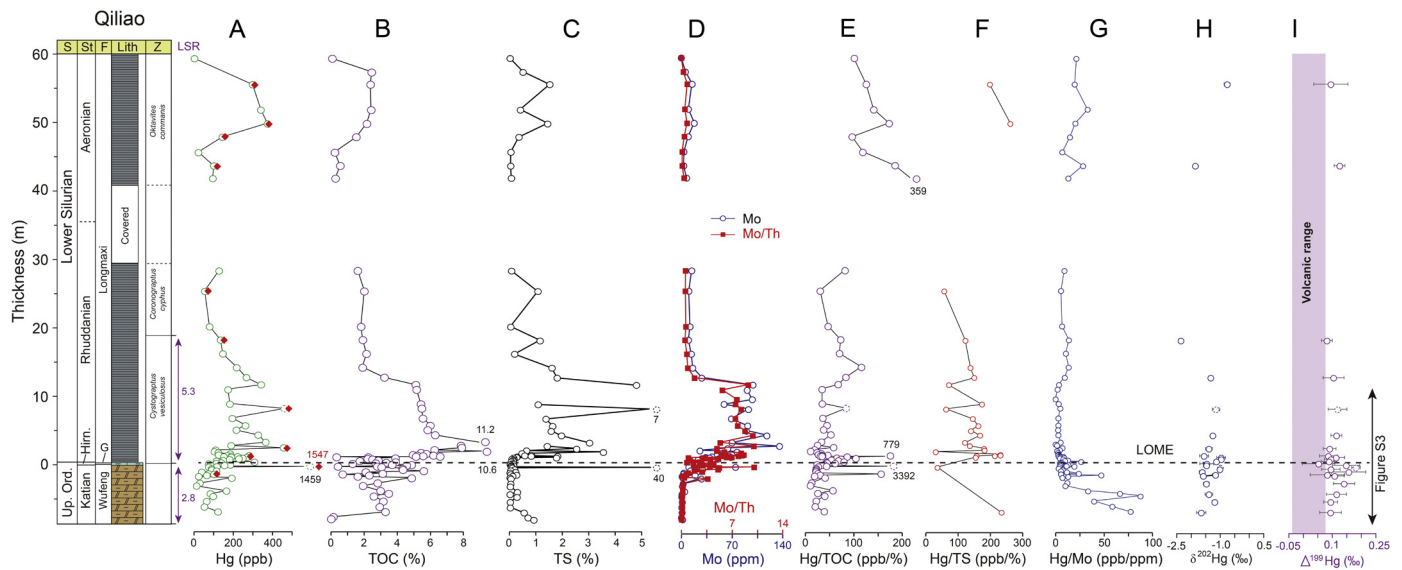 Qiliao
A B C D E F G H I
S St F Lith Z LSR
60
50
40
30
20
10
0
Thickness (m)
Lower Silurian
Up. Ord.
Aeronian
Rhuddanian
Hirn.
Katian
Longmaxi
G
Wufeng
Covered
Oktavites
communis
Coronograptus
cyphus
Cystograptus
vesiculosus
5.3
2.8
1547
1459
11.2
10.6
7
40
Mo
Mo/Th
359
779
3392
LOME
Volcanic range
Figure S3
0 200 400
Hg (ppb)
0 2 4 6 8
TOC (%)
0 1 2 3 4 5
TS (%)
Mo/Th
7 14
0 70 140
Mo (ppm)
0 100 200
Hg/TOC (ppb/%)
0 100 200 300
Hg/TS (ppb/%)
0 50 100
Hg/Mo (ppb/ppm)
-2.5 -1.0 0.5
δ202Hg (‰)
-0.05 0.1 0.25
Δ199Hg (‰)